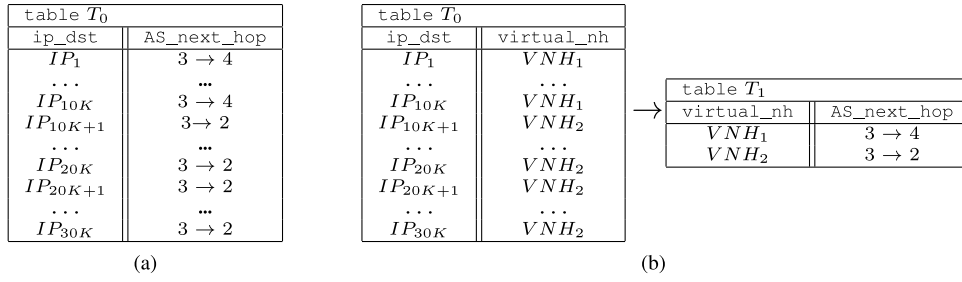 table T0
ip_dst AS_next_hop
IP1 3 → 4
... ...
IP10K 3 → 4
IP10K+1 3→ 2
... ...
IP20K 3 → 2
IP20K+1 3 → 2
... ...
IP30K 3 → 2
(a)
table T0
ip_dst virtual_nh
IP1 VNH1
... ...
IP10K VNH1
IP10K+1 VNH2
... ...
IP20K VNH2
IP20K+1 VNH2
... ...
IP30K VNH2
→
table T1
virtual_nh AS_next_hop
VNH1 3 → 4
VNH2 3 → 2
(b)